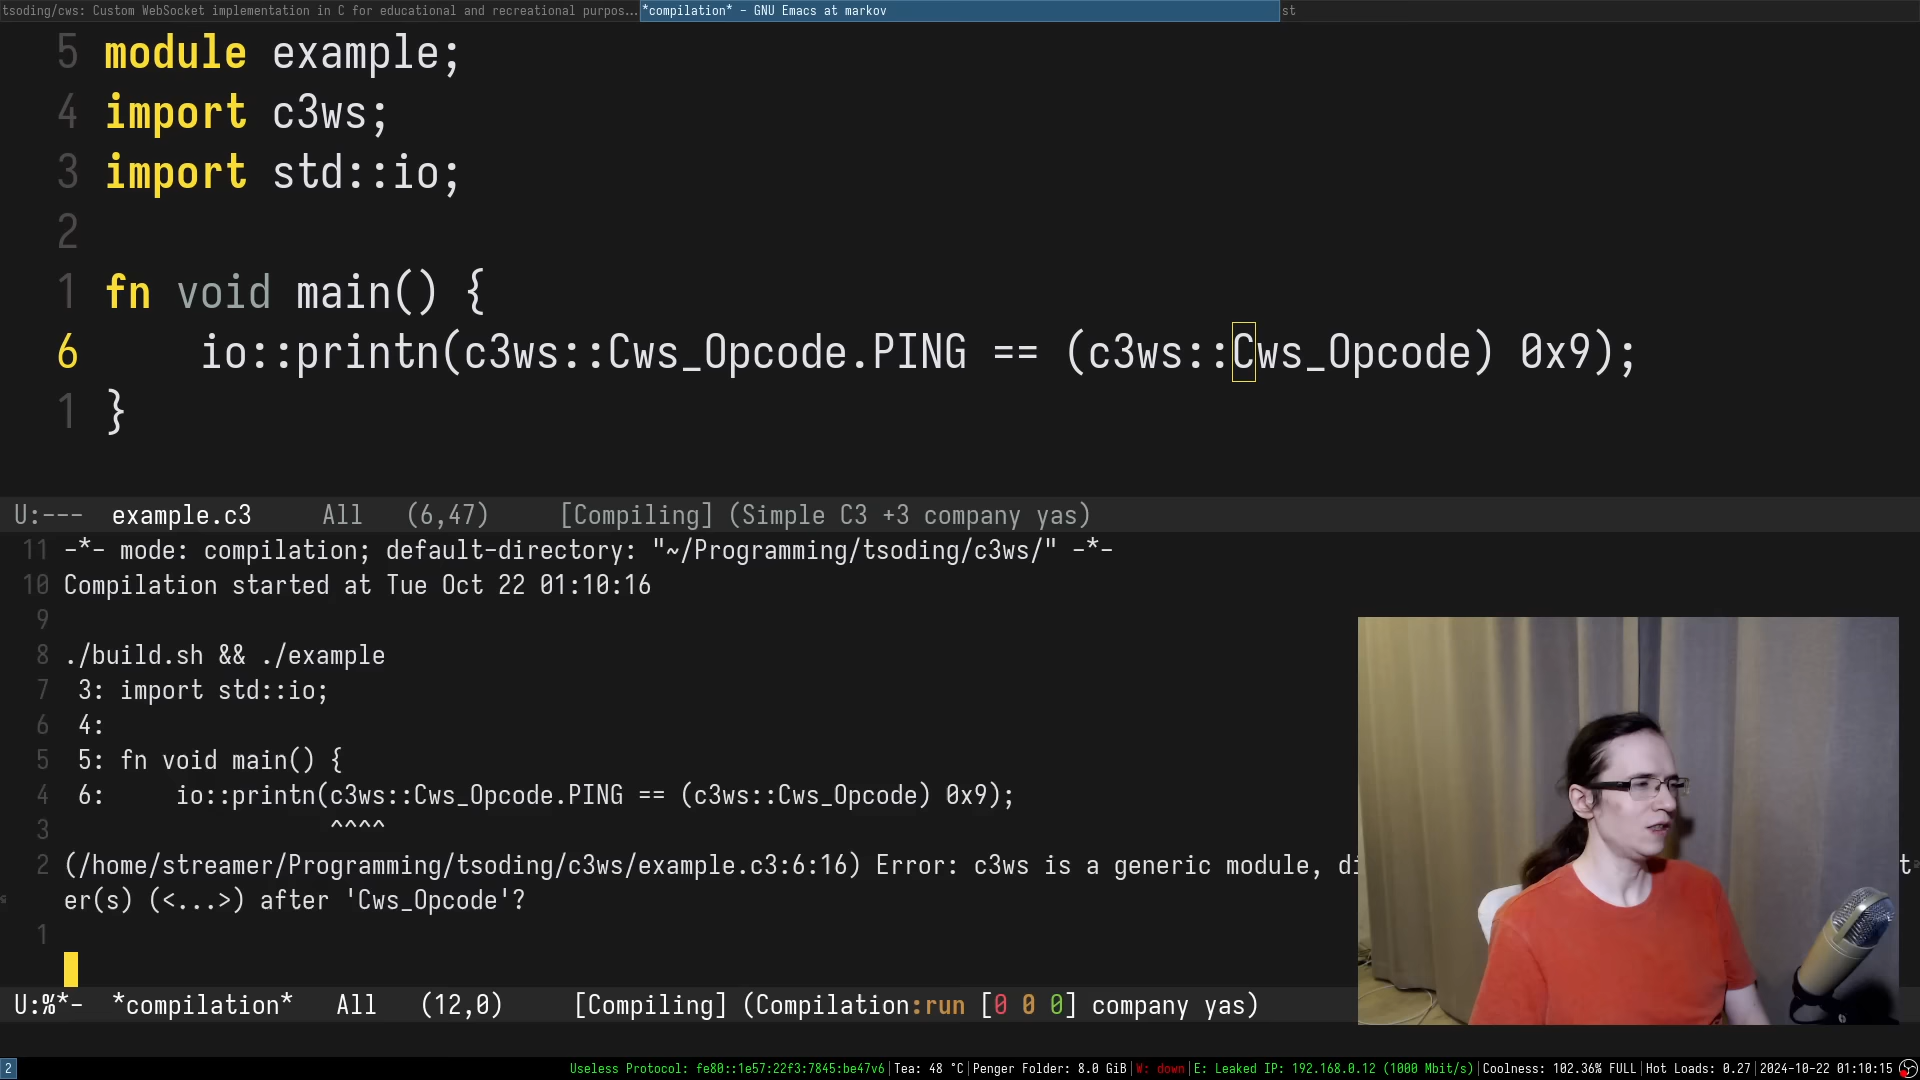 tsoding/cws: Custom WebSocket implementation in C for educational and recreational purpos... *compilation* - GNU Emacs at markov st
5 module example;
4 import c3ws;
3 import std::io;
2
1 fn void main() {
6 io::printn(c3ws::Cws_Opcode.PING == (c3ws::Cws_Opcode) 0x9);
1 }
U:--- example.c3 All (6,47) [Compiling] (Simple C3 +3 company yas)
11 -*- mode: compilation; default-directory: "~/Programming/tsoding/c3ws/" -*-
10 Compilation started at Tue Oct 22 01:10:16
9
8 ./build.sh && ./example
7 3: import std::io;
6 4:
5 5: fn void main() {
4 6: io::printn(c3ws::Cws_Opcode.PING == (c3ws::Cws_Opcode) 0x9);
3 ^^^^
2 (/home/streamer/Programming/tsoding/c3ws/example.c3:6:16) Error: c3ws is a generic module,
er(s) (<...>) after 'Cws_Opcode'?
1
U:%*- *compilation* All (12,0) [Compiling] (Compilation:run [0 0 0] company yas)
2 Useless Protocol: fe80::1e57:22f3:7845:be47v6 Tea: 48 °C Penger Folder: 8.0 GiB W: down E: Leaked IP: 192.168.0.12 (1000 Mbit/s) Coolness: 102.36% FULL Hot Loads: 0.27 2024-10-22 01:10:15